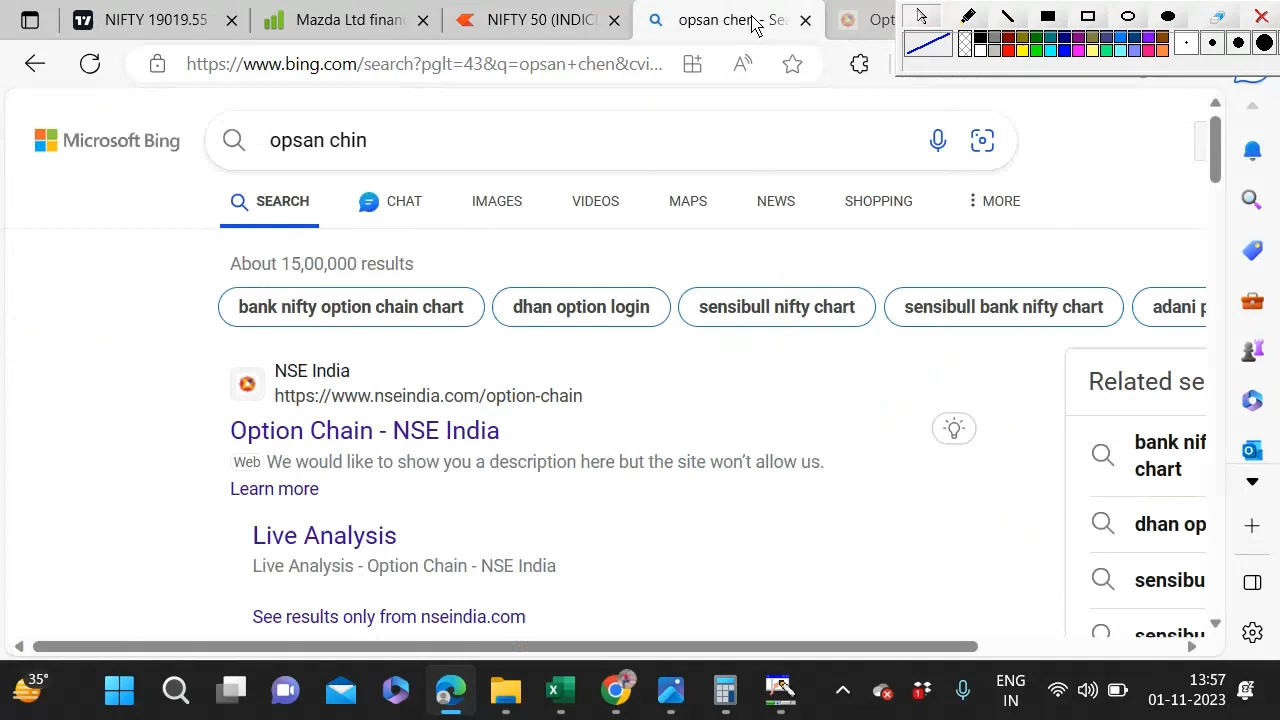 NIFTY 19019.55
Mazda Ltd finan
NIFTY 50 (INDIC
opsan chen - Se
Opt
https://www.bing.com/search?pglt=43&q=opsan+chen&cvi...
Microsoft Bing
opsan chin
SEARCH
CHAT
IMAGES
VIDEOS
MAPS
NEWS
SHOPPING
MORE
About 15,00,000 results
bank nifty option chain chart
dhan option login
sensibull nifty chart
sensibull bank nifty chart
adani p
NSE India
https://www.nseindia.com/option-chain
Option Chain - NSE India
Web We would like to show you a description here but the site won't allow us.
Learn more
Live Analysis
Live Analysis - Option Chain - NSE India
See results only from nseindia.com
Related se
bank nif
chart
dhan op
sensibu
sensibu
35°
ENG
IN
13:57
01-11-2023